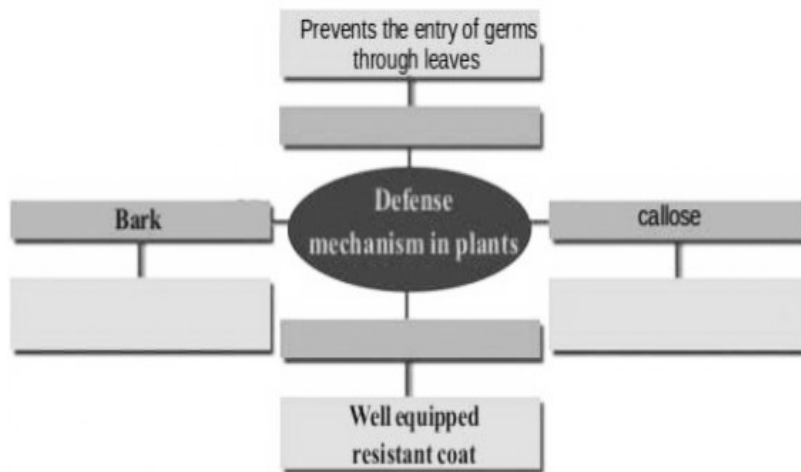 Prevents the entry of germs
through leaves
Defense
mechanism in plants
Bark
callose
Well equipped
resistant coat